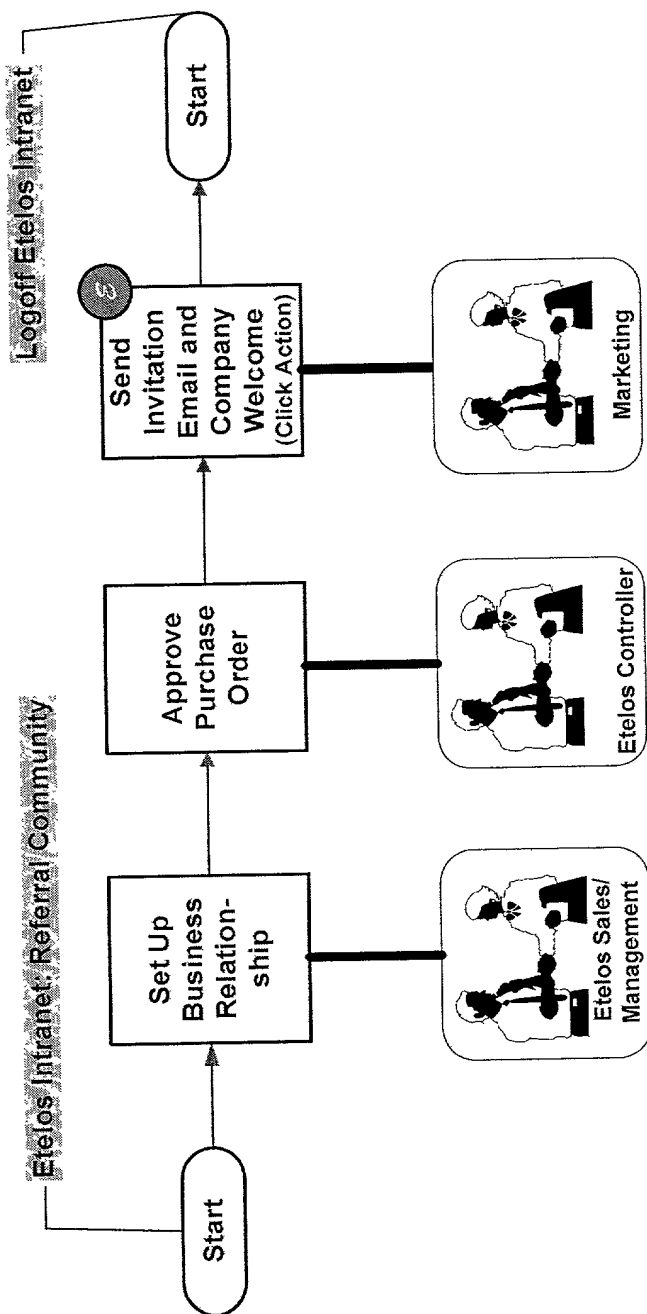 Etelos Intranet; Referral Community
Logoff Etelos Intranet
Start
Set Up
Business
Relation-
ship
Approve
Purchase
Order
Send
Invitation
Email and
Company
Welcome
(Click Action)
Start
Etelos Sales/
Management
Etelos Controller
Marketing